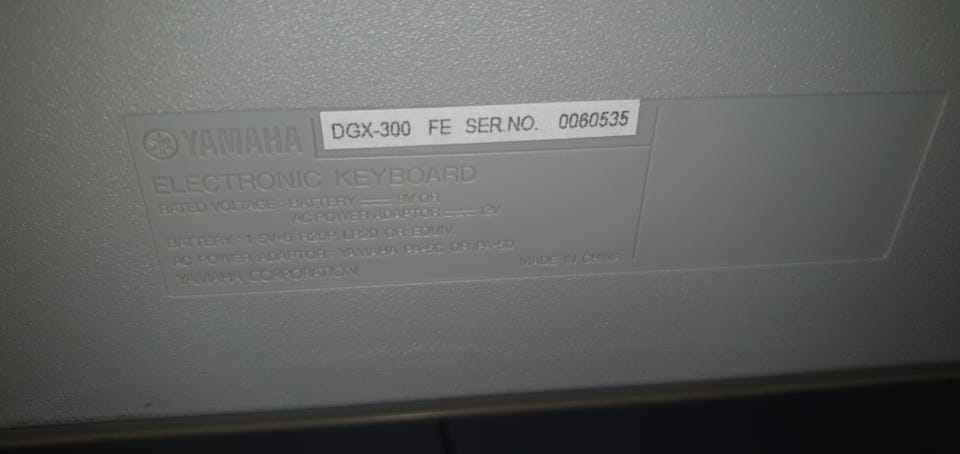 YAMAHA DGX-300 FE SER.NO. 0060535
ELECTRONIC KEYBOARD
RATED VOLTAGE : BATTERY 9V OR
AC POWER ADAPTOR 12V
BATTERY : 1.5V×6 R20P, LR20 OR EQUIV.
AC POWER ADAPTOR : YAMAHA PA-5C OR PA-5D
YAMAHA CORPORATION MADE IN CHINA